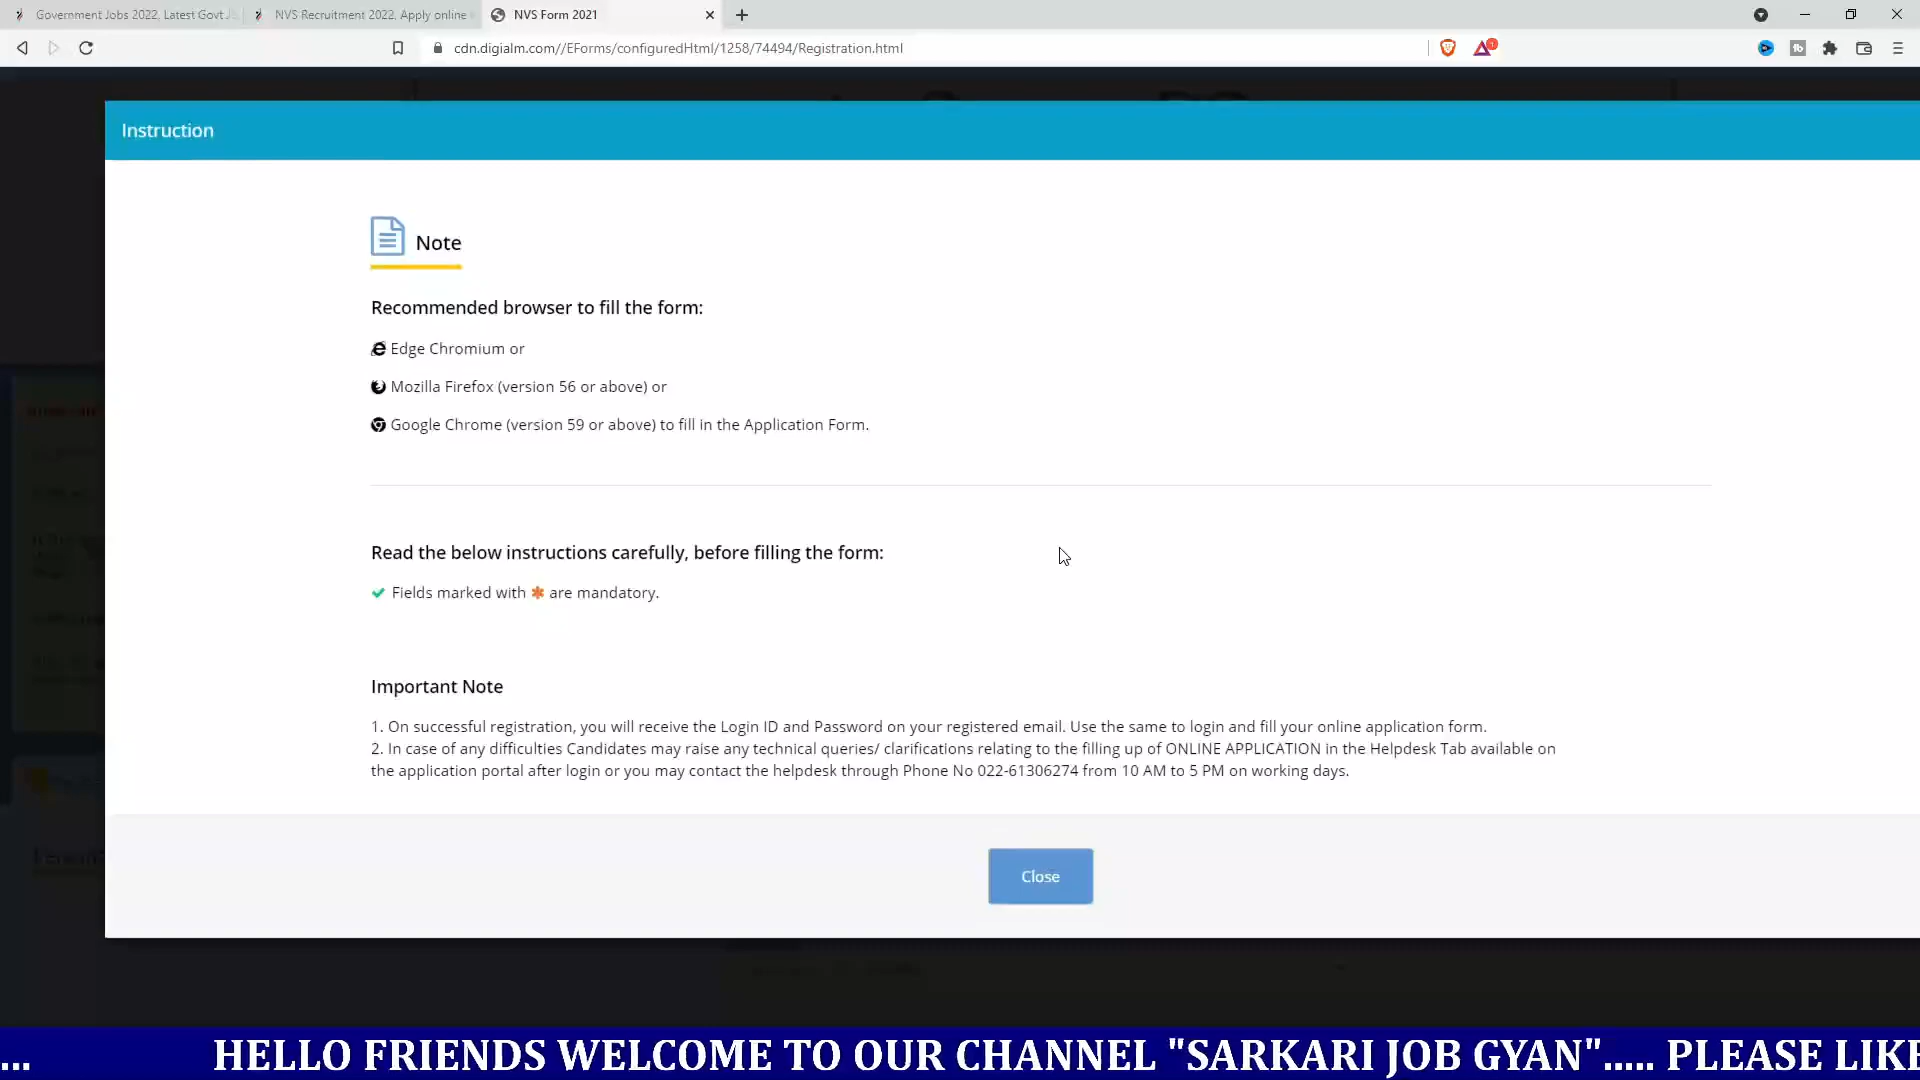 Government Jobs 2022, Latest Govt J
NVS Recruitment 2022, Apply online
NVS Form 2021
cdn.digialm.com//EForms/configuredHtml/1258/74494/Registration.html
Instruction
Note
Recommended browser to fill the form:
Edge Chromium or
Mozilla Firefox (version 56 or above) or
Google Chrome (version 59 or above) to fill in the Application Form.
Read the below instructions carefully, before filling the form:
Fields marked with * are mandatory.
Important Note
1. On successful registration, you will receive the Login ID and Password on your registered email. Use the same to login and fill your online application form.
2. In case of any difficulties Candidates may raise any technical queries/ clarifications relating to the filling up of ONLINE APPLICATION in the Helpdesk Tab available on
the application portal after login or you may contact the helpdesk through Phone No 022-61306274 from 10 AM to 5 PM on working days.
Close
... HELLO FRIENDS WELCOME TO OUR CHANNEL "SARKARI JOB GYAN"..... PLEASE LIKE